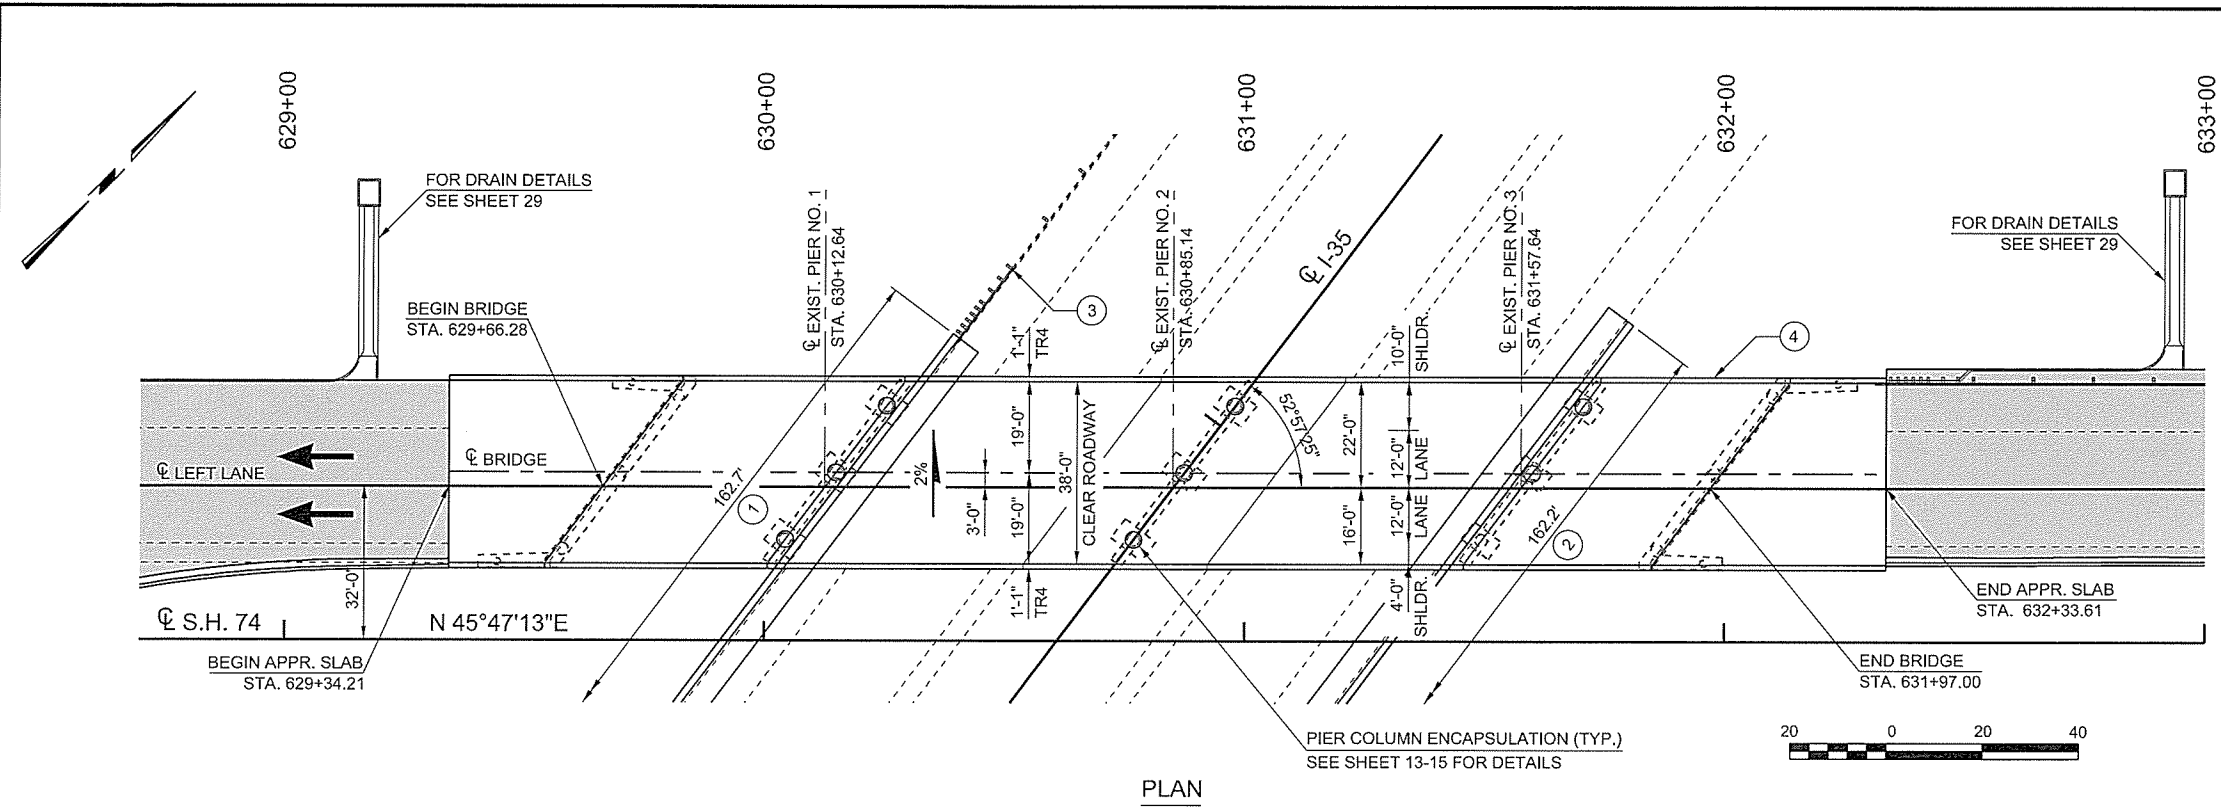 629+00
630+00
631+00
632+00
633+00
FOR DRAIN DETAILS
SEE SHEET 29
FOR DRAIN DETAILS
SEE SHEET 29
BEGIN BRIDGE
STA. 629+66.28
℄ EXIST. PIER NO. 1
STA. 630+12.64
℄ EXIST. PIER NO. 2
STA. 630+85.14
℄ I-35
℄ EXIST. PIER NO. 3
STA. 631+57.64
3
4
1'-1"
TR4
10'-0"
SHLDR.
℄ LEFT LANE
℄ BRIDGE
162.7'
1
2%
3'-0"
19'-0"
19'-0"
38'-0"
CLEAR ROADWAY
52°57'25"
22'-0"
16'-0"
12'-0"
LANE
12'-0"
LANE
162.2'
2
32'-0"
1'-1"
TR4
4'-0"
SHLDR.
℄ S.H. 74
N 45°47'13"E
BEGIN APPR. SLAB
STA. 629+34.21
END APPR. SLAB
STA. 632+33.61
END BRIDGE
STA. 631+97.00
PIER COLUMN ENCAPSULATION (TYP.)
SEE SHEET 13-15 FOR DETAILS
20 0 20 40
PLAN